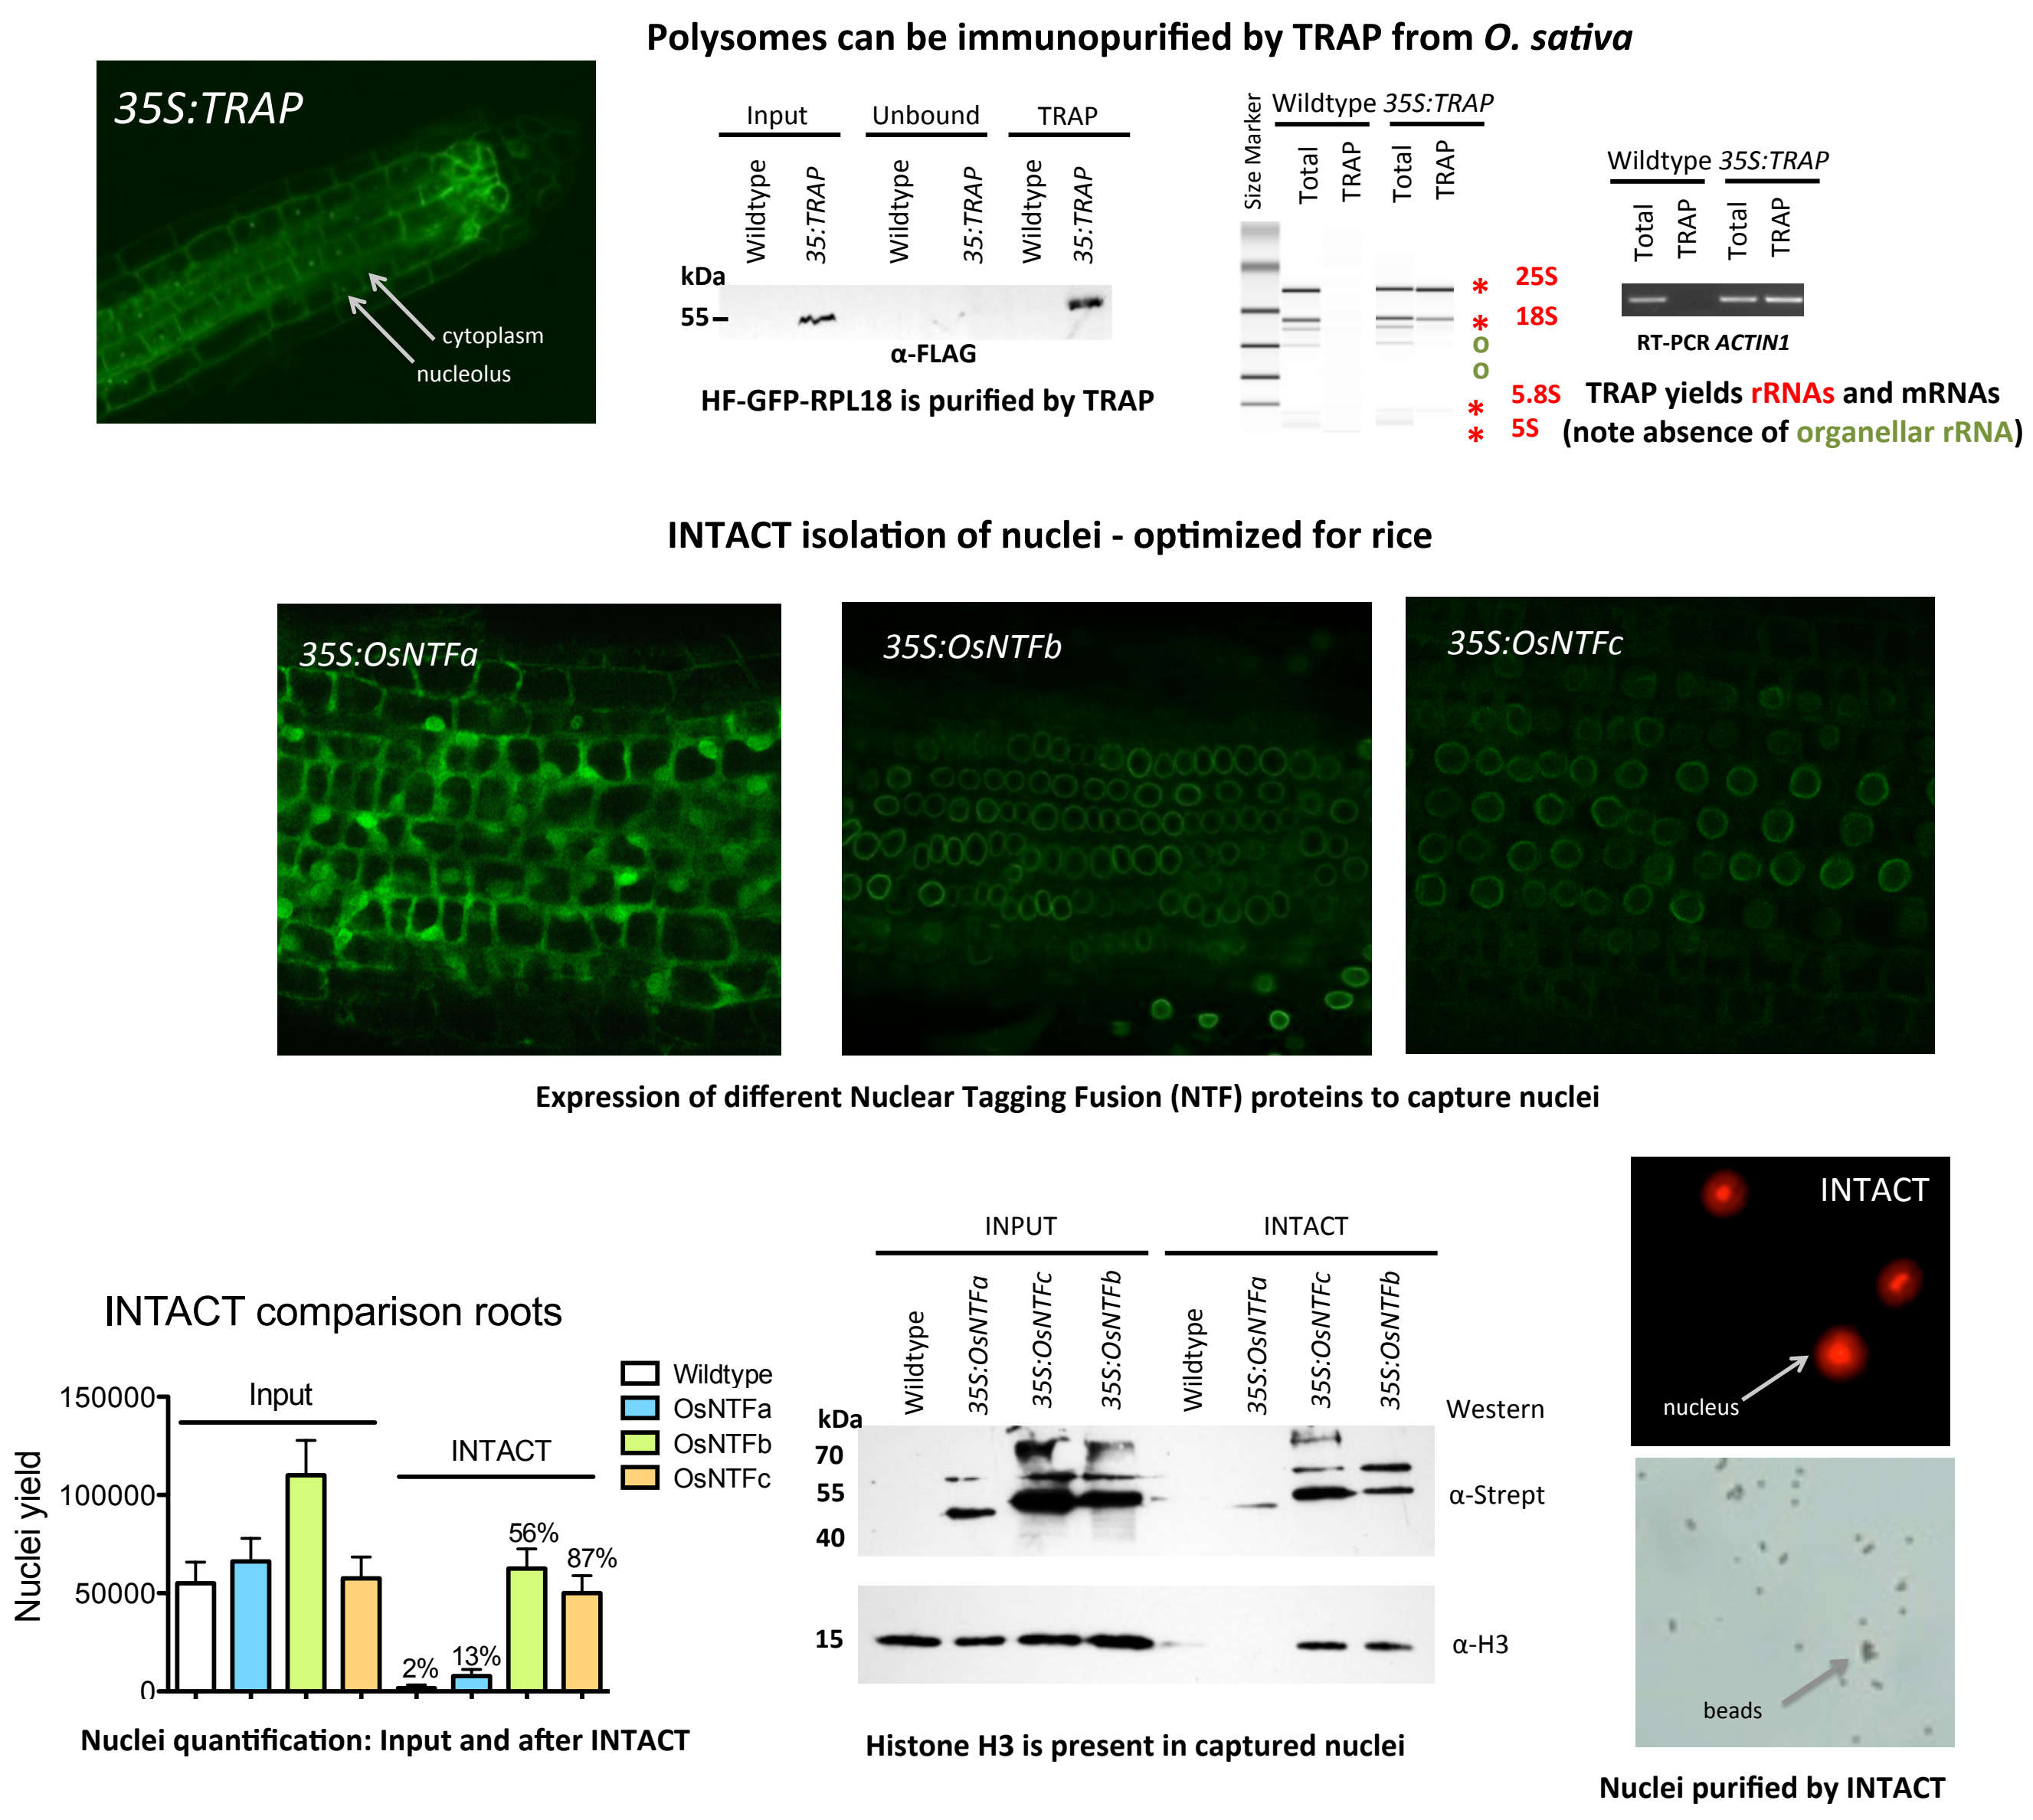 Polysomes can be immunopurified by TRAP from O. sativa
35S:TRAP
cytoplasm
nucleolus
Input Unbound TRAP
Wildtype 35:TRAP Wildtype 35:TRAP Wildtype 35:TRAP
kDa
55
α-FLAG
HF-GFP-RPL18 is purified by TRAP
Size Marker
Wildtype 35S:TRAP
Total TRAP Total TRAP
* 25S
* 18S
o
o
* 5.8S
* 5S
Wildtype 35S:TRAP
Total TRAP Total TRAP
RT-PCR ACTIN1
TRAP yields rRNAs and mRNAs
(note absence of organellar rRNA)
INTACT isolation of nuclei - optimized for rice
35S:OsNTFa
35S:OsNTFb
35S:OsNTFc
Expression of different Nuclear Tagging Fusion (NTF) proteins to capture nuclei
INTACT comparison roots
Nuclei yield
150000
100000
50000
0
Input
INTACT
2% 13% 56% 87%
Wildtype
OsNTFa
OsNTFb
OsNTFc
Nuclei quantification: Input and after INTACT
INPUT INTACT
Wildtype 35S:OsNTFa 35S:OsNTFc 35S:OsNTFb Wildtype 35S:OsNTFa 35S:OsNTFc 35S:OsNTFb
kDa
Western
70
55
40
α-Strept
15
α-H3
Histone H3 is present in captured nuclei
INTACT
nucleus
beads
Nuclei purified by INTACT